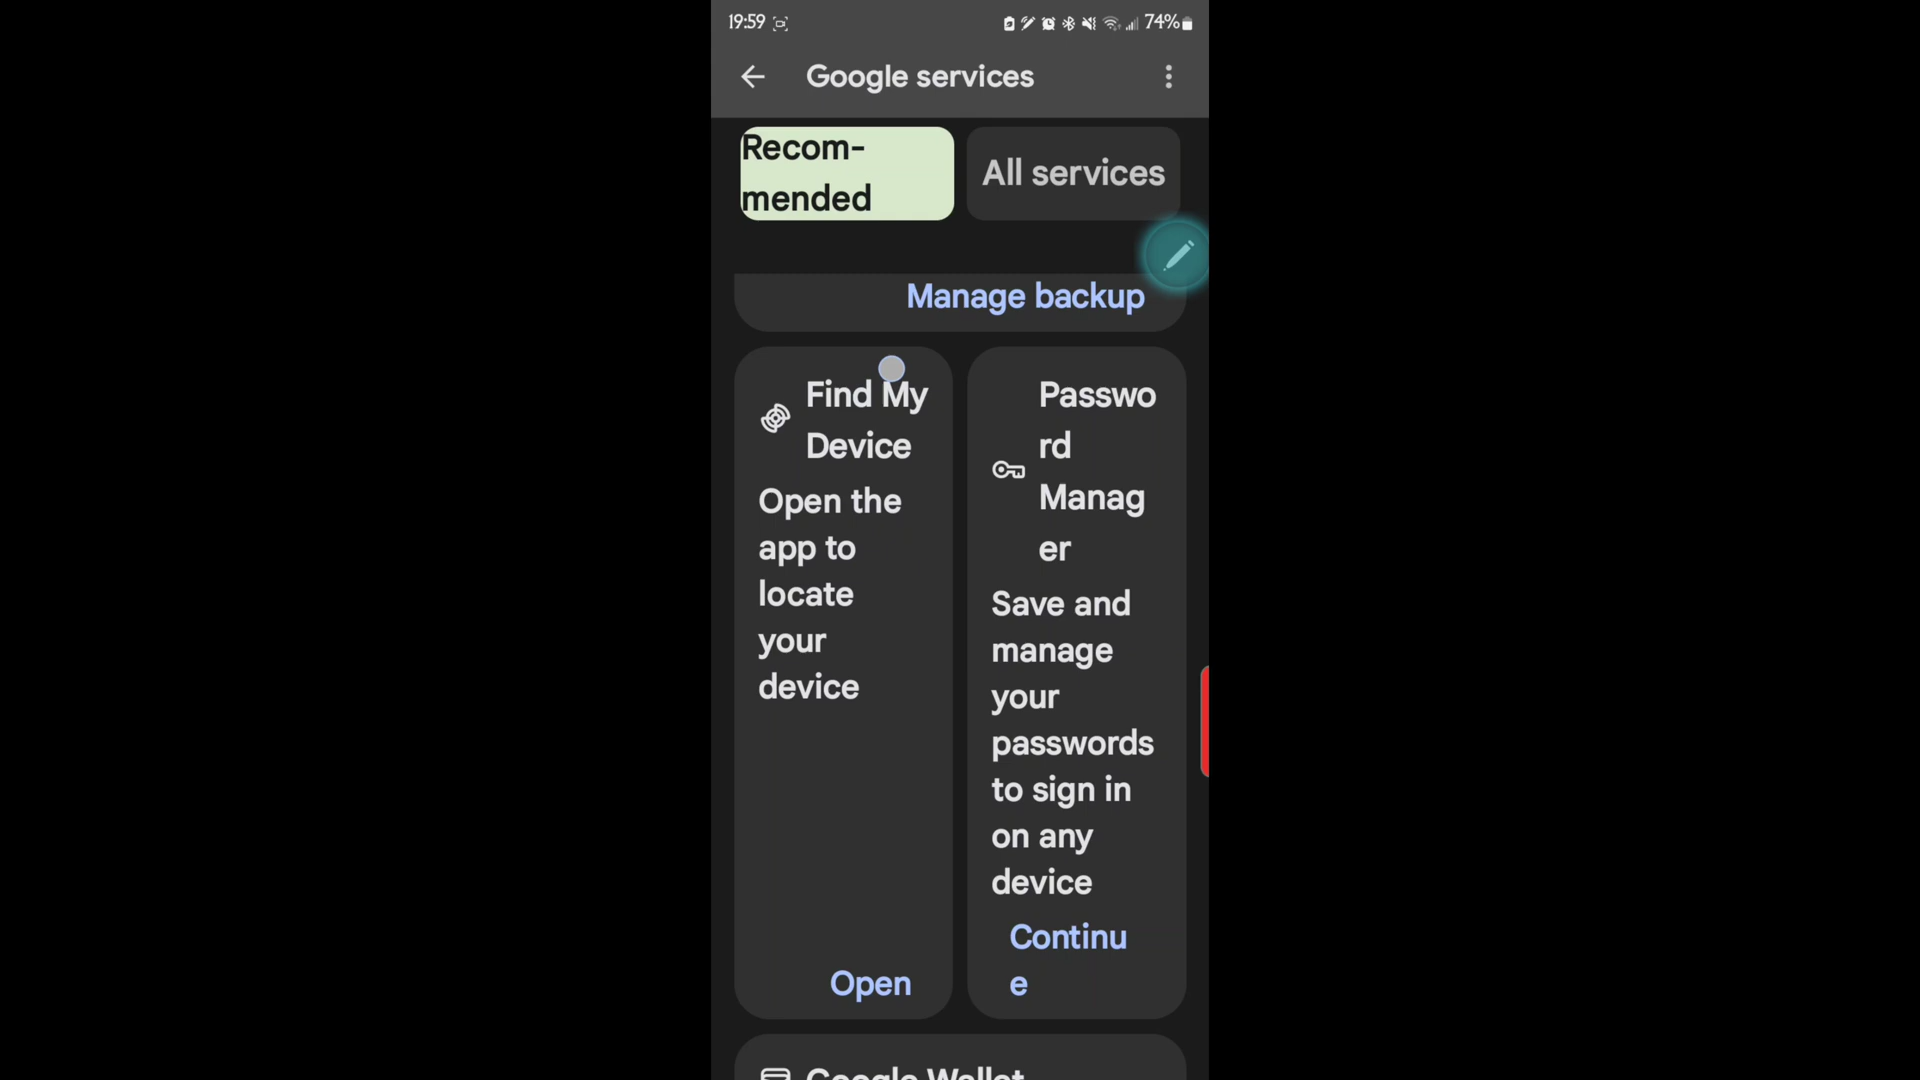 19:59
74%
Google services
Recom-
mended
All services
Manage backup
Find My
Device
Open the
app to
locate
your
device
Open
Passwo
rd
Manag
er
Save and
manage
your
passwords
to sign in
on any
device
Continu
e
Google Wallet